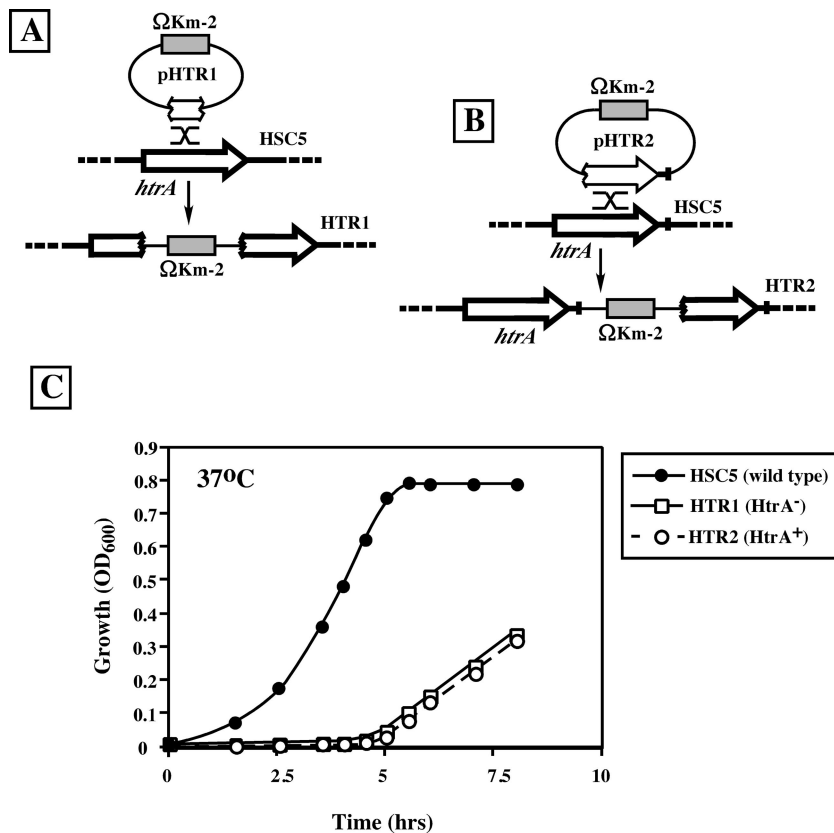 A
ΩKm-2
pHTR1
HSC5
htrA
HTR1
ΩKm-2
B
ΩKm-2
pHTR2
HSC5
htrA
HTR2
htrA
ΩKm-2
C
37ºC
Growth (OD600)
0.9
0.8
0.7
0.6
0.5
0.4
0.3
0.2
0.1
0
0
2.5
5
7.5
10
Time (hrs)
HSC5 (wild type)
HTR1 (HtrA-)
HTR2 (HtrA+)